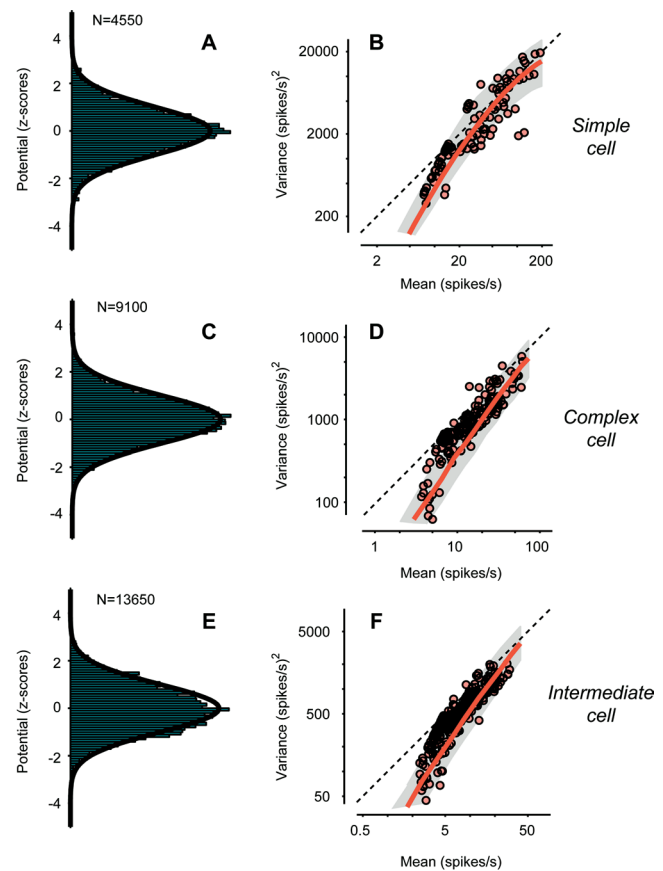 N=4550
A
4
2
0
-2
-4
Potential (z-scores)
B
20000
2000
200
Variance (spikes/s)²
2
20
200
Mean (spikes/s)
Simple
cell
N=9100
C
4
2
0
-2
-4
Potential (z-scores)
D
10000
1000
100
Variance (spikes/s)²
1
10
100
Mean (spikes/s)
Complex
cell
N=13650
E
4
2
0
-2
-4
Potential (z-scores)
F
5000
500
50
Variance (spikes/s)²
0.5
5
50
Mean (spikes/s)
Intermediate
cell